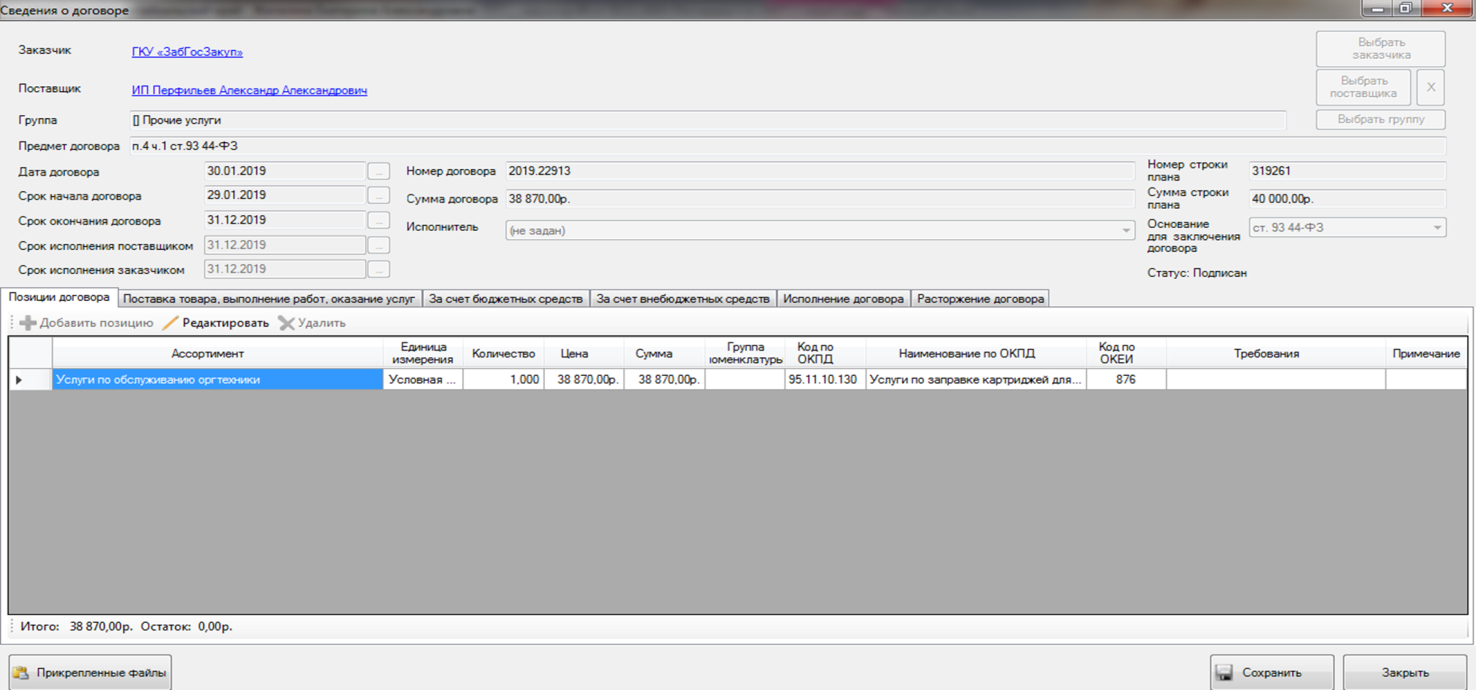 Сведения о договоре
Заказчик ГКУ «ЗабГосЗакуп» Выбрать заказчика
Поставщик ИП Перфильев Александр Александрович Выбрать поставщика X
Группа [] Прочие услуги Выбрать группу
Предмет договора п.4 ч.1 ст.93 44-ФЗ
Дата договора 30.01.2019 ... Номер договора 2019.22913 Номер строки плана 319261
Срок начала договора 29.01.2019 ... Сумма договора 38 870,00р. Сумма строки плана 40 000,00р.
Срок окончания договора 31.12.2019 ... Исполнитель (не задан) Основание для заключения договора ст. 93 44-ФЗ
Срок исполнения поставщиком 31.12.2019 ...
Срок исполнения заказчиком 31.12.2019 ... Статус: Подписан
Позиции договора Поставка товара, выполнение работ, оказание услуг За счет бюджетных средств За счет внебюджетных средств Исполнение договора Расторжение договора
Добавить позицию Редактировать Удалить
Ассортимент Единица измерения Количество Цена Сумма Группа номенклатуры Код по ОКПД Наименование по ОКПД Код по ОКЕИ Требования Примечание
Услуги по обслуживанию оргтехники Условная ... 1,000 38 870,00р. 38 870,00р. 95.11.10.130 Услуги по заправке картриджей для... 876
Итого: 38 870,00р. Остаток: 0,00р.
Прикрепленные файлы Сохранить Закрыть